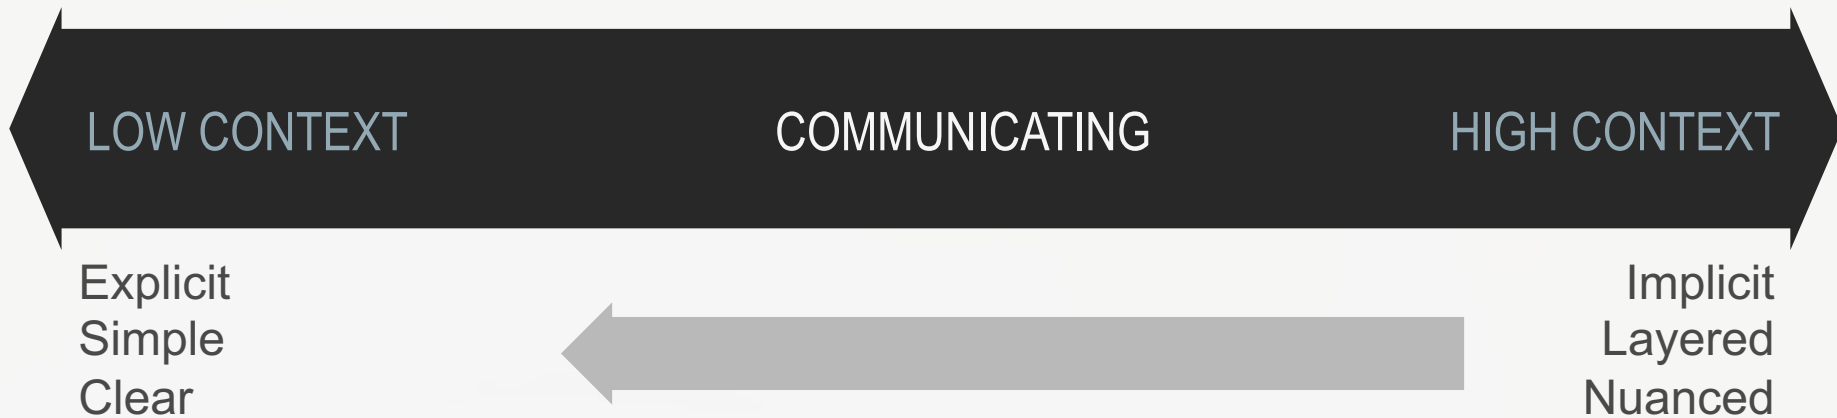 LOW CONTEXT COMMUNICATING HIGH CONTEXT
Explicit Implicit
Simple Layered
Clear Nuanced